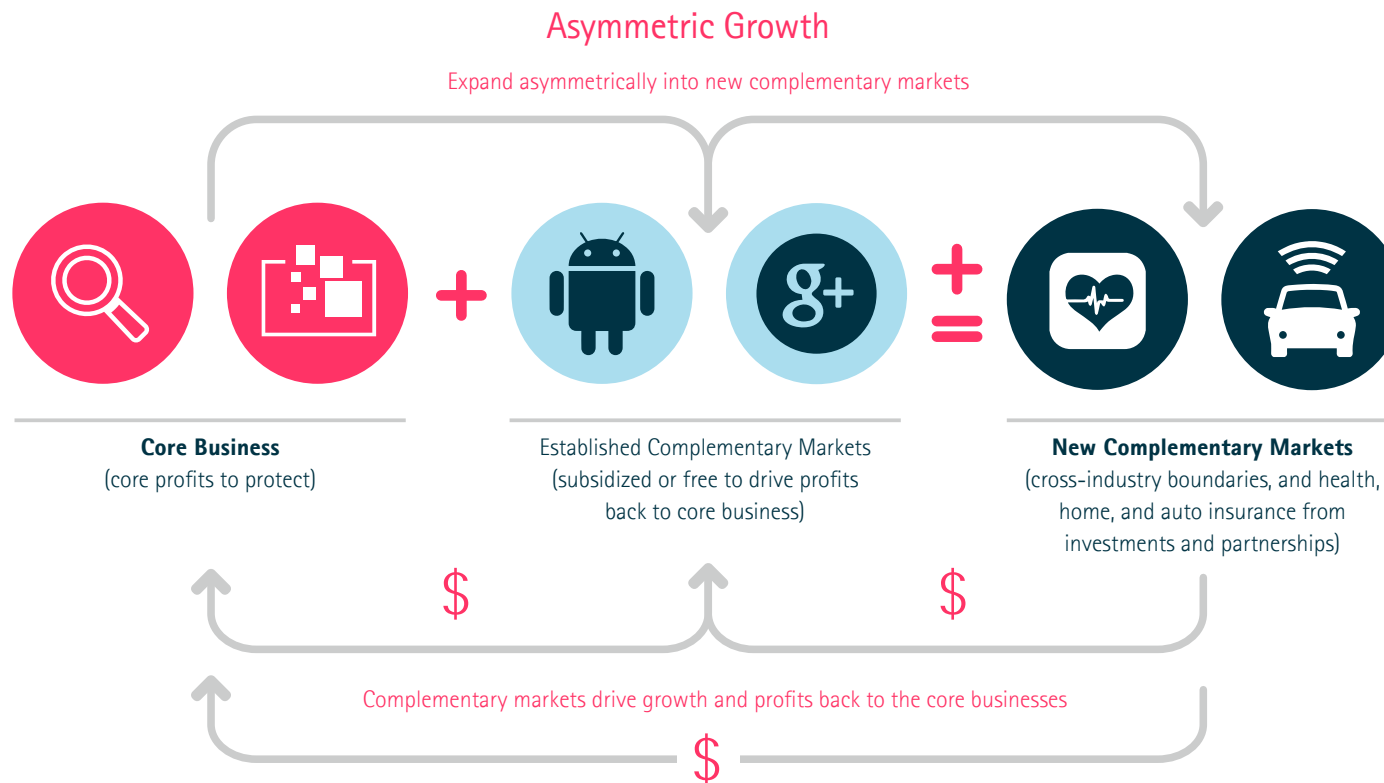 Asymmetric Growth
Expand asymmetrically into new complementary markets
g+
+
+
=
Core Business
(core profits to protect)
Established Complementary Markets
(subsidized or free to drive profits
back to core business)
New Complementary Markets
(cross-industry boundaries, and health,
home, and auto insurance from
investments and partnerships)
$
$
Complementary markets drive growth and profits back to the core businesses
$